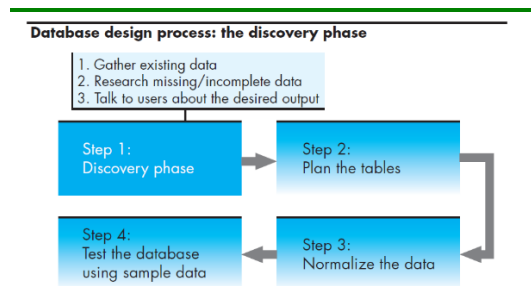 Database design process: the discovery phase
1. Gather existing data
2. Research missing/incomplete data
3. Talk to users about the desired output
Step 1:
Discovery phase
Step 2:
Plan the tables
Step 3:
Normalize the data
Step 4:
Test the database
using sample data